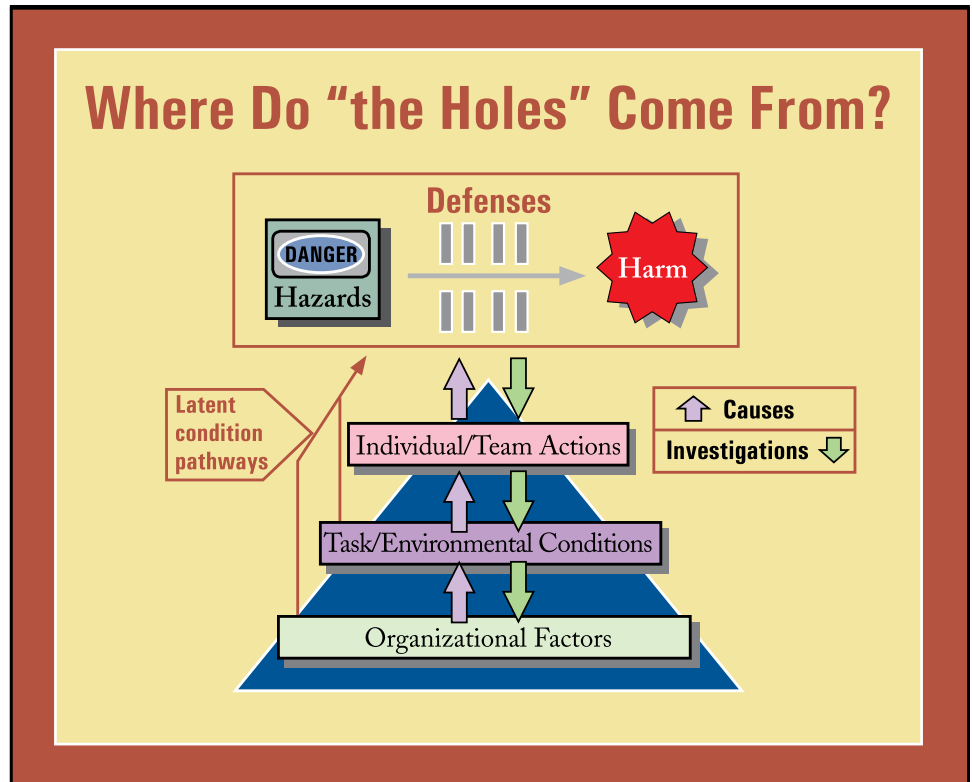 Where Do “the Holes” Come From?
Defenses
DANGER
Hazards
Harm
Latent
condition
pathways
Individual/Team Actions
Causes
Investigations
Task/Environmental Conditions
Organizational Factors